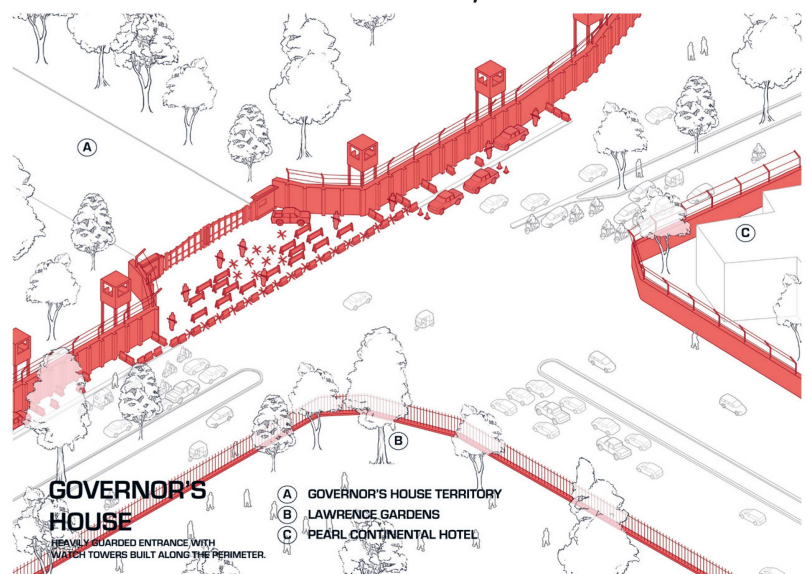 A
C
B
GOVERNOR'S
HOUSE
HEAVILY GUARDED ENTRANCE WITH
WATCH TOWERS BUILT ALONG THE PERIMETER.
A GOVERNOR'S HOUSE TERRITORY
B LAWRENCE GARDENS
C PEARL CONTINENTAL HOTEL